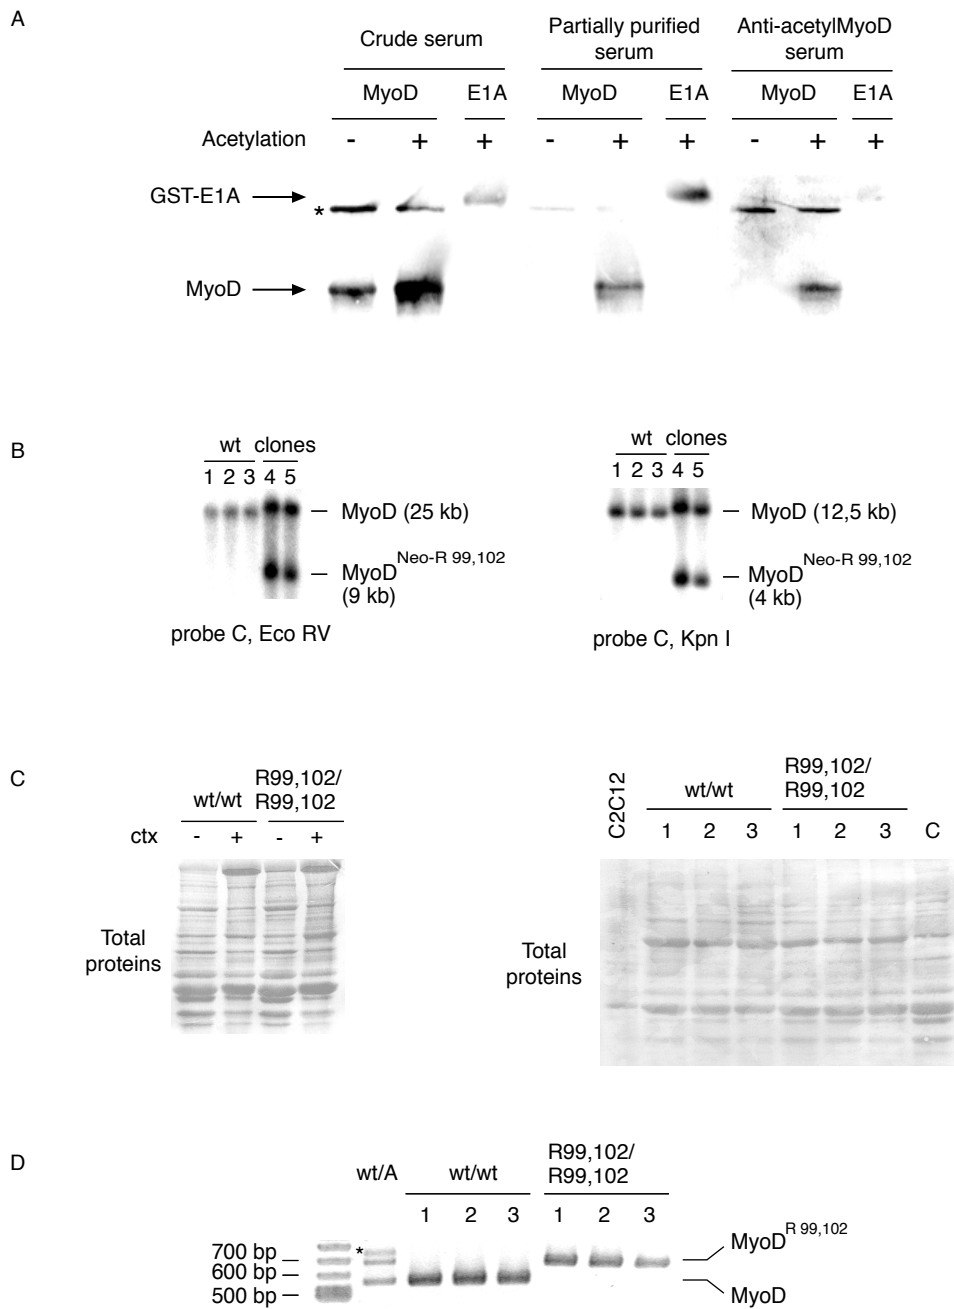 A
Crude serum
Partially purified
serum
Anti-acetylMyoD
serum
MyoD E1A MyoD E1A MyoD E1A
Acetylation - + + - + + - + +
GST-E1A
*
MyoD
B
wt clones
1 2 3 4 5
MyoD (25 kb)
MyoD Neo-R 99,102
(9 kb)
probe C, Eco RV
wt clones
1 2 3 4 5
MyoD (12,5 kb)
MyoD Neo-R 99,102
(4 kb)
probe C, Kpn I
C
wt/wt
R99,102/
R99,102
ctx - + - +
Total
proteins
C2C12
wt/wt
R99,102/
R99,102
1 2 3 1 2 3 C
Total
proteins
D
wt/A
wt/wt
R99,102/
R99,102
1 2 3 1 2 3
*
700 bp
600 bp
500 bp
MyoD R 99,102
MyoD